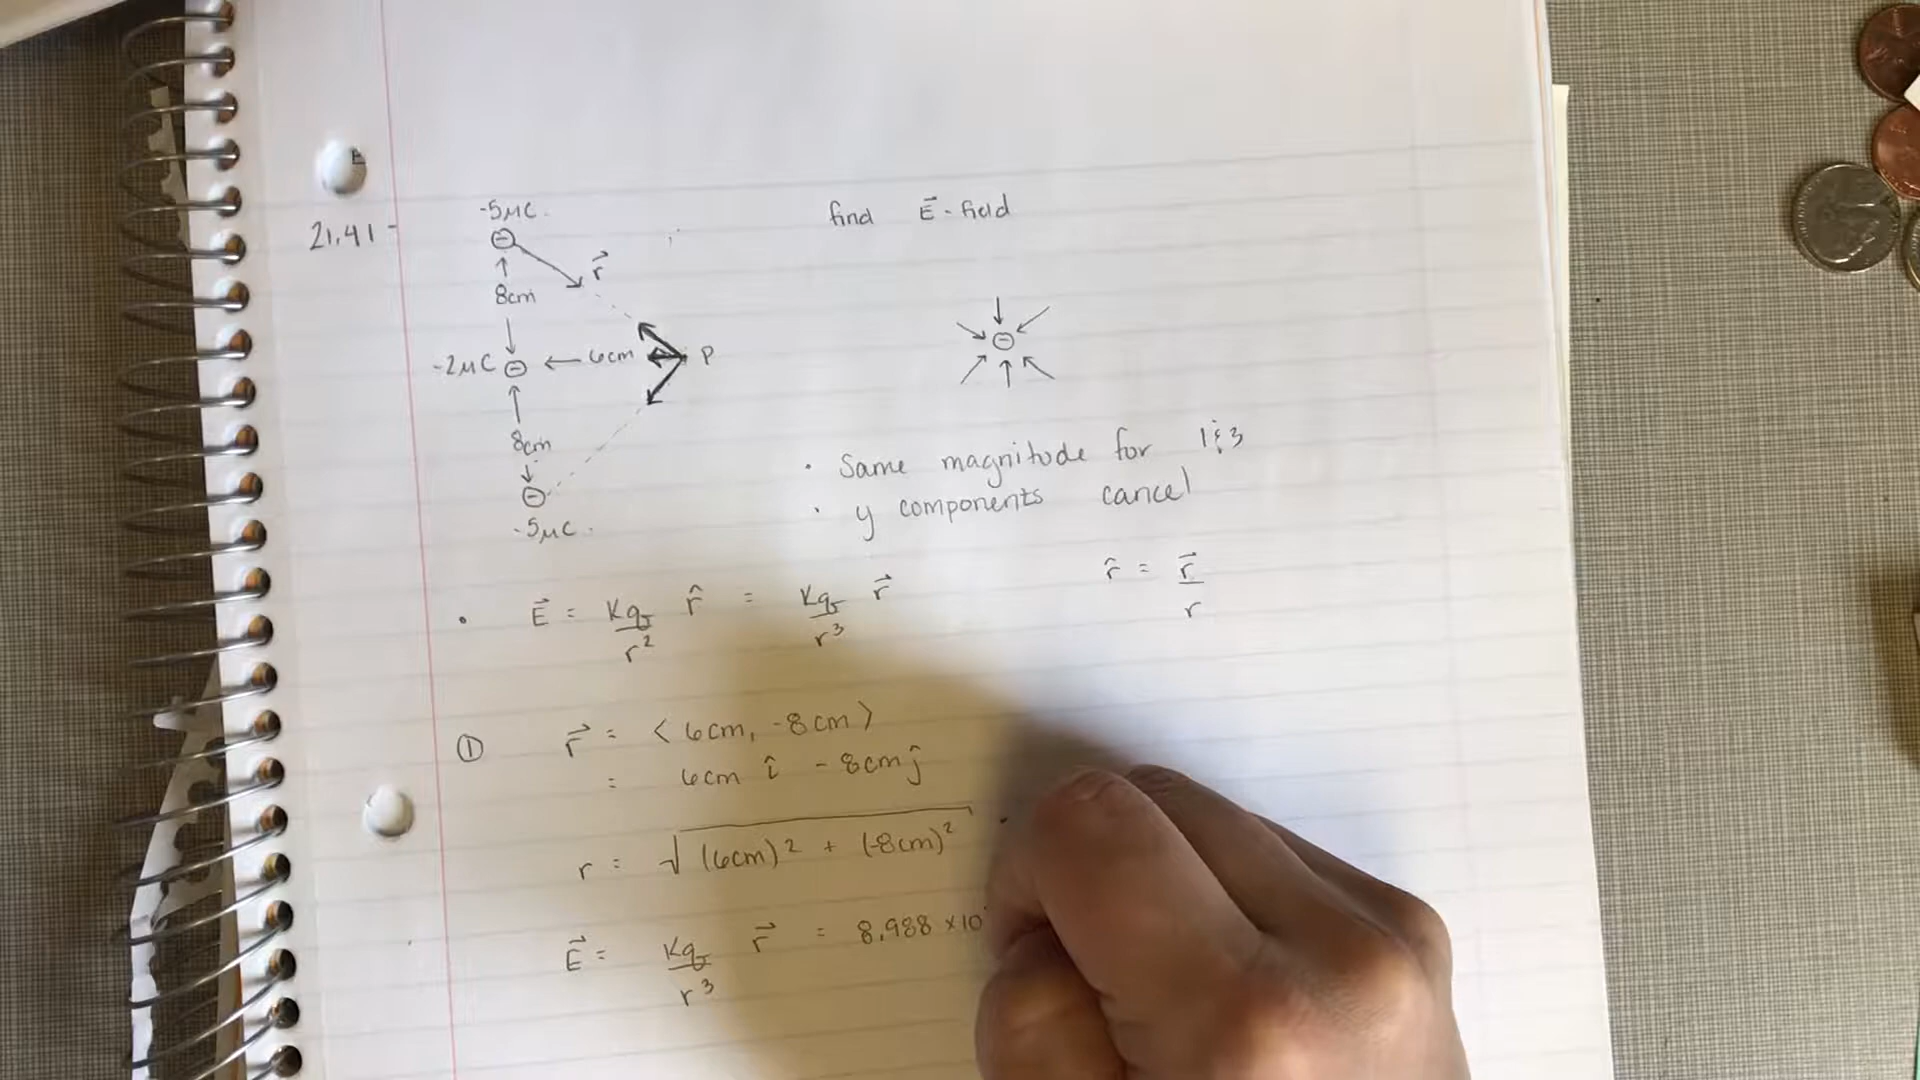 21.41 -
-5μC.
find E⃗-field
⊖
r⃗
8cm
-2μC ⊖ ← 6cm P
⊖
8cm
· Same magnitude for 1 & 3
⊖
· y components cancel
-5μC.
• E⃗ = Kq/r² r̂ = Kq/r³ r⃗
r̂ = r⃗/r
① r⃗ = ⟨6cm, -8cm⟩
= 6cm î - 8cm ĵ
r = √(6cm)² + (-8cm)²
E⃗ = Kq/r³ r⃗ = 8.988 ×10